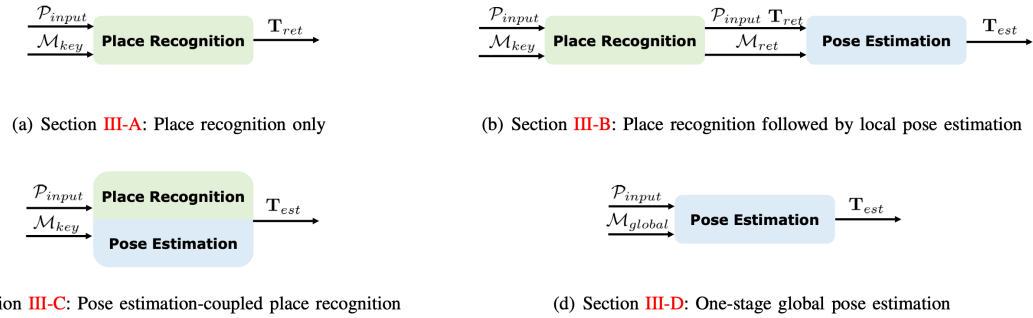 𝒫input
ℳkey
Place Recognition
Tret
(a) Section III-A: Place recognition only
𝒫input
ℳkey
Place Recognition
𝒫input Tret
ℳret
Pose Estimation
Test
(b) Section III-B: Place recognition followed by local pose estimation
𝒫input
ℳkey
Place Recognition
Pose Estimation
Test
ion III-C: Pose estimation-coupled place recognition
𝒫input
ℳglobal
Pose Estimation
Test
(d) Section III-D: One-stage global pose estimation